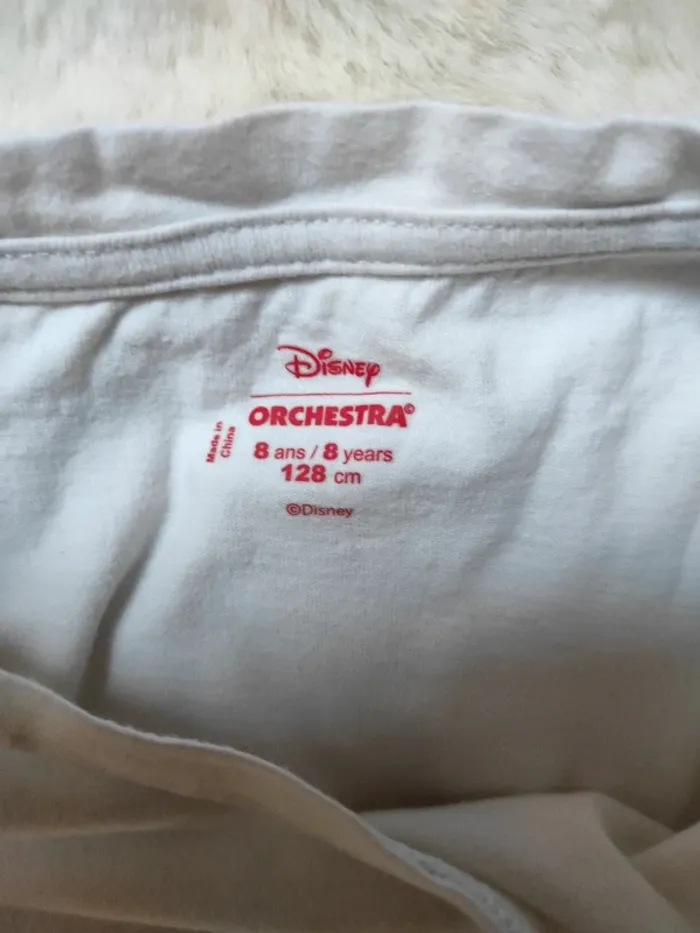 Disney
ORCHESTRA©
Made in
China
8 ans / 8 years
128 cm
©Disney